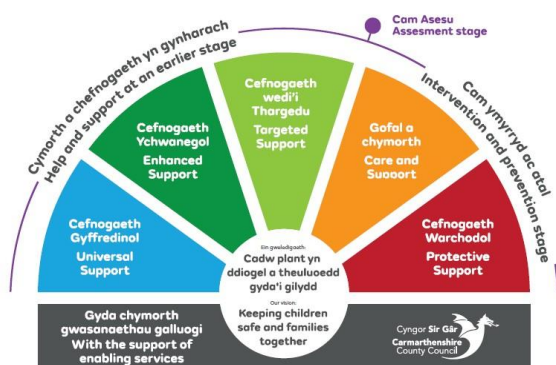 Cam Asesu
Assesment stage
Cymorth a chefnogaeth yn gynharach
Help and support at an earlier stage
Cam ymyrryd ac atal
Intervention and prevention stage
Cefnogaeth
Gyffredinol
Universal
Support
Cefnogaeth
Ychwanegol
Enhanced
Support
Cefnogaeth
wedi'i
Thargedu
Targeted
Support
Gofal a
chymorth
Care and
Support
Cefnogaeth
Warchodol
Protective
Support
Ein gweledigaeth:
Cadw plant yn
ddiogel a theuluoedd
gyda'i gilydd
Our vision:
Keeping children
safe and families
together
Gyda chymorth
gwasanaethau galluogi
With the support of
enabling services
Cyngor Sir Gâr
Carmarthenshire
County Council